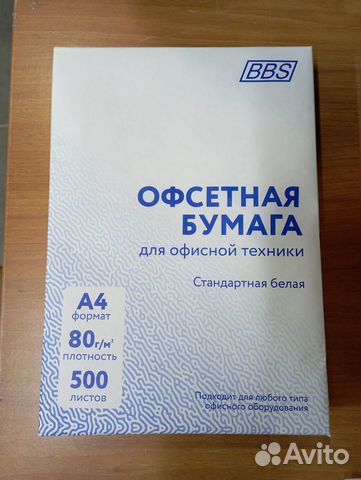 BBS
ОФСЕТНАЯ
БУМАГА
для офисной техники
Стандартная белая
А4
формат
80 г/м²
плотность
500
листов
Подходит для любого типа
офисного оборудования
Avito